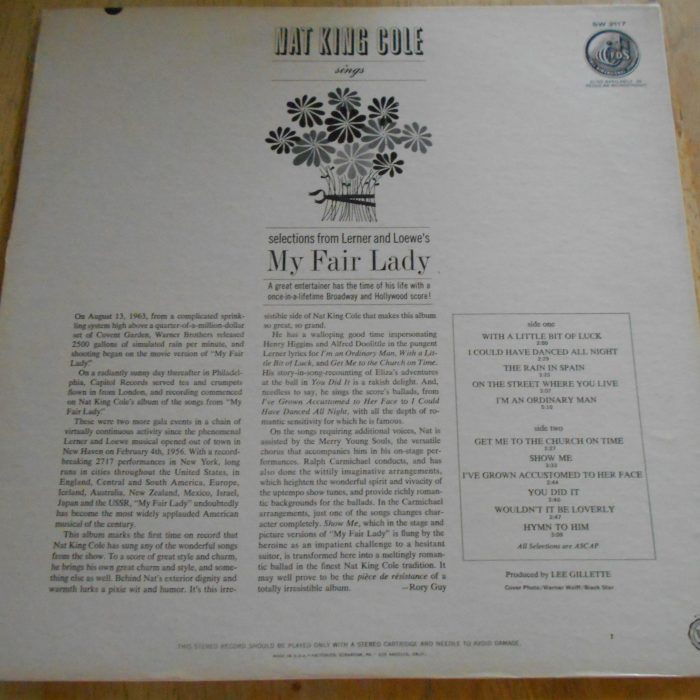 NAT KING COLE
sings
SW 2117
ALSO AVAILABLE IN
selections from Lerner and Loewe's
My Fair Lady
A great entertainer has the time of his life with a
once-in-a-lifetime Broadway and Hollywood score!
On August 13, 1963, from a complicated sprink-
ling system high above a quarter-of-a-million-dollar
set of Covent Garden, Warner Brothers released
2500 gallons of simulated rain per minute, and
shooting began on the movie version of "My Fair
Lady"
On a radiantly sunny day thereafter in Philadel-
phia, Capitol Records served tea and crumpets
flown in from London, and recording commenced
on Nat King Cole's album of the songs from "My
Fair Lady"
These were two more gala events in a chain of
virtually continuous activity since the phenomenal
Lerner and Loewe musical opened out of town in
New Haven on February 4th, 1956. With a record-
breaking 2717 performances in New York, long
runs in cities throughout the United States, in
England, Central and South America, Europe,
Iceland, Australia, New Zealand, Mexico, Israel,
Japan and the USSR, "My Fair Lady" undoubtedly
has become the most widely applauded American
musical of the century.
This album marks the first time on record that
Nat King Cole has sung any of the wonderful songs
from the show. To a score of great style and charm,
he brings his own great charm and style, and some-
thing else as well. Behind Nat's exterior dignity and
warmth lurks a pixie wit and humor. It's this irre-
sistible side of Nat King Cole that makes this album
so great, so grand.
He has a walloping good time impersonating
Henry Higgins and Alfred Doolittle in the pungent
Lerner lyrics for I'm an Ordinary Man, With a Lit-
tle Bit of Luck, and Get Me to the Church on Time.
His story-in-song-recounting of Eliza's adventures
at the ball in You Did It is a rakish delight. And,
needless to say, he sings the score's ballads, from
I've Grown Accustomed to Her Face to I Could
Have Danced All Night, with all the depth of ro-
mantic sensitivity for which he is famous.
On the songs requiring additional voices, Nat is
assisted by the Merry Young Souls, the versatile
chorus that accompanies him in his on-stage per-
formances. Ralph Carmichael conducts, and has
also done the wittily imaginative arrangements,
which heighten the wonderful spirit and vivacity of
the uptempo show tunes, and provide richly roman-
tic backgrounds for the ballads. In the Carmichael
arrangements, just one of the songs changes char-
acter completely. Show Me, which in the stage and
picture versions of "My Fair Lady" is flung by the
heroine as an impatient challenge to a hesitant
suitor, is transformed here into a meltingly roman-
tic ballad in the finest Nat King Cole tradition. It
may well prove to be the pièce de résistance of a
totally irresistible album. —Rory Guy
side one
WITH A LITTLE BIT OF LUCK
I COULD HAVE DANCED ALL NIGHT
THE RAIN IN SPAIN
ON THE STREET WHERE YOU LIVE
3:07
I'M AN ORDINARY MAN
side two
GET ME TO THE CHURCH ON TIME
SHOW ME
I'VE GROWN ACCUSTOMED TO HER FACE
YOU DID IT
WOULDN'T IT BE LOVERLY
2:47
HYMN TO HIM
All Selections are ASCAP
Produced by LEE GILLETTE
Cover Photo/Warner Wolff/Black Star
1
THIS STEREO RECORD SHOULD BE PLAYED ONLY WITH A STEREO CARTRIDGE AND NEEDLE TO AVOID DAMAGE.